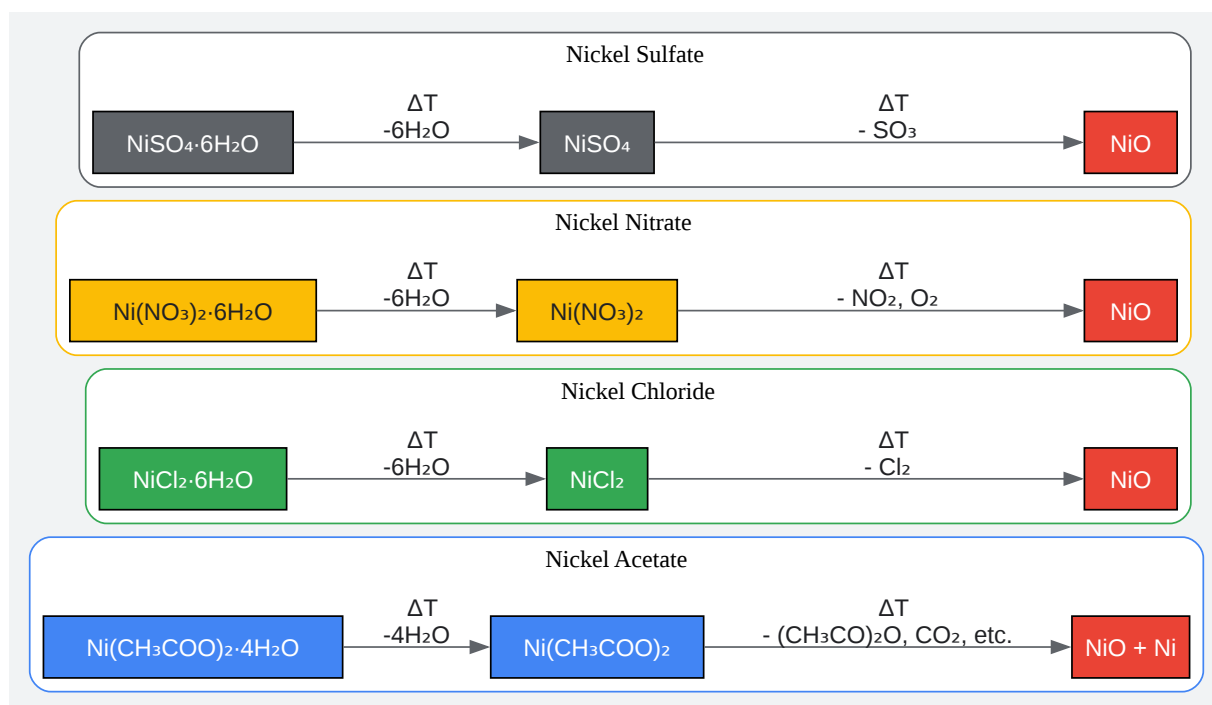 Nickel Sulfate
ΔT
-6H₂O
ΔT
- SO₃
NiSO₄·6H₂O
NiSO₄
NiO
Nickel Nitrate
ΔT
-6H₂O
ΔT
- NO₂, O₂
Ni(NO₃)₂·6H₂O
Ni(NO₃)₂
NiO
Nickel Chloride
ΔT
-6H₂O
ΔT
- Cl₂
NiCl₂·6H₂O
NiCl₂
NiO
Nickel Acetate
ΔT
-4H₂O
ΔT
- (CH₃CO)₂O, CO₂, etc.
Ni(CH₃COO)₂·4H₂O
Ni(CH₃COO)₂
NiO + Ni